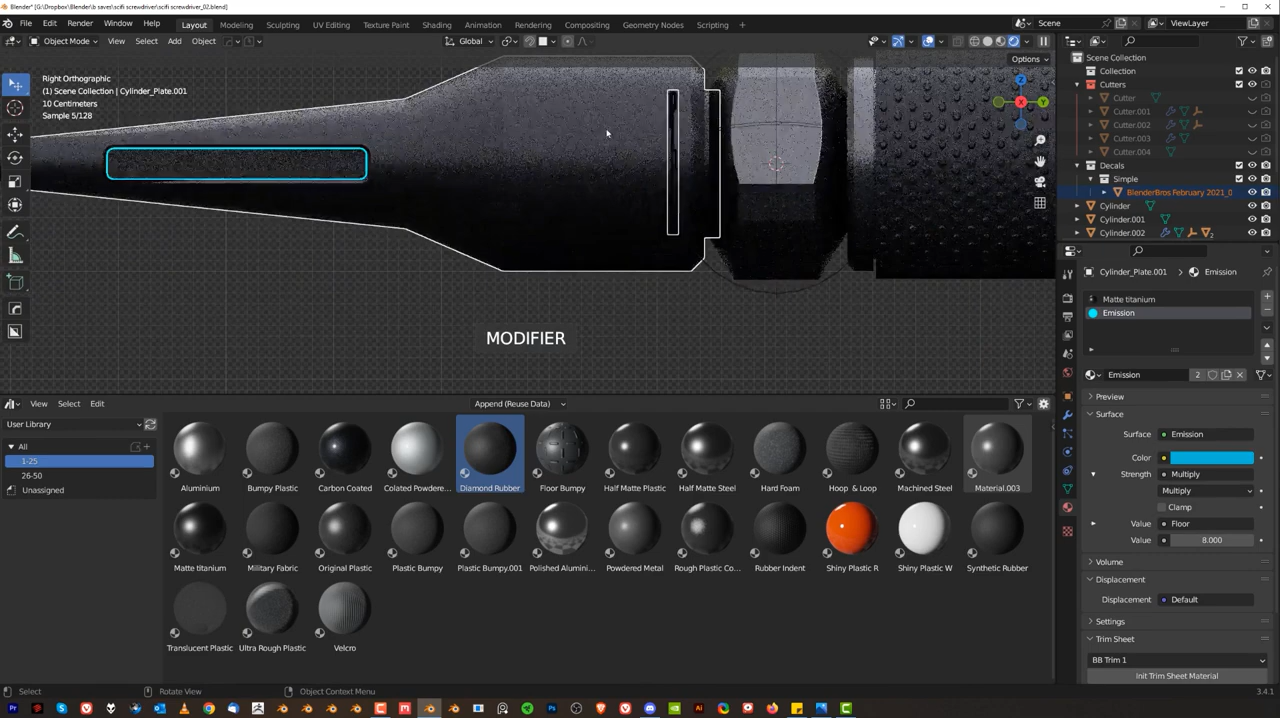 Blender* [G:\Dropbox\Blender\b saves\scifi screwdriver\scifi screwdriver_02.blend]
File Edit Render Window Help Layout Modeling Sculpting UV Editing Texture Paint Shading Animation Rendering Compositing Geometry Nodes Scripting + Scene ViewLayer
Object Mode View Select Add Object Global
Options
Right Orthographic
(1) Scene Collection | Cylinder_Plate.001
10 Centimeters
Sample 5/128
Scene Collection
Collection
Cutters
Cutter
Cutter.001
Cutter.002
Cutter.003
Cutter.004
Decals
Simple
BlenderBros February 2021_0
Cylinder
Cylinder.001
Cylinder.002
MODIFIER
Cylinder_Plate.001 > Emission
Matte titanium
Emission
Emission 2
Preview
Surface
Surface Emission
Color
Strength Multiply
Multiply
Clamp
Value Floor
Value 8.000
Volume
Displacement
Displacement Default
Settings
Trim Sheet
BB Trim 1
Init Trim Sheet Material
View Select Edit Append (Reuse Data)
User Library
All
1-25
26-50
Unassigned
Aluminium Bumpy Plastic Carbon Coated Colated Powdere... Diamond Rubber Floor Bumpy Half Matte Plastic Half Matte Steel Hard Foam Hoop & Loop Machined Steel Material.003
Matte titanium Military Fabric Original Plastic Plastic Bumpy Plastic Bumpy.001 Polished Alumini... Powdered Metal Rough Plastic Co... Rubber Indent Shiny Plastic R Shiny Plastic W Synthetic Rubber
Translucent Plastic Ultra Rough Plastic Velcro
Select Rotate View Object Context Menu 3.4.1